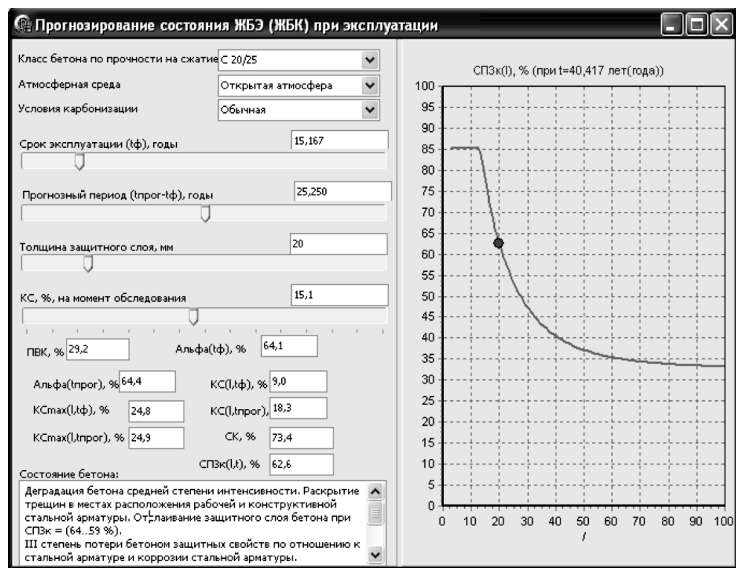 Прогнозирование состояния ЖБЭ (ЖБК) при эксплуатации
Класс бетона по прочности на сжатие C 20/25
Атмосферная среда Открытая атмосфера
Условия карбонизации Обычная
Срок эксплуатации (tф), годы 15,167
Прогнозный период (tпрог-tф), годы 25,250
Толщина защитного слоя, мм 20
КС, %, на момент обследования 15,1
ПВК, % 29,2 Альфа(tф), % 64,1
Альфа(tпрог), % 64,4 КС(l,tф), % 9,0
КСmax(l,tф), % 24,8 КС(l,tпрог), 18,3
КСmax(l,tпрог), % 24,9 СК, % 73,4
СПЗк(l,t), % 62,6
Состояние бетона:
Деградация бетона средней степени интенсивности. Раскрытие
трещин в местах расположения рабочей и конструктивной
стальной арматуры. Отслаивание защитного слоя бетона при
СПЗк = (64..59 %).
III степень потери бетоном защитных свойств по отношению к
стальной арматуре и коррозии стальной арматуры.
СПЗк(l), % (при t=40,417 лет(года))
100
95
90
85
80
75
70
65
60
55
50
45
40
35
30
25
20
15
10
5
0
0 10 20 30 40 50 60 70 80 90 100
l